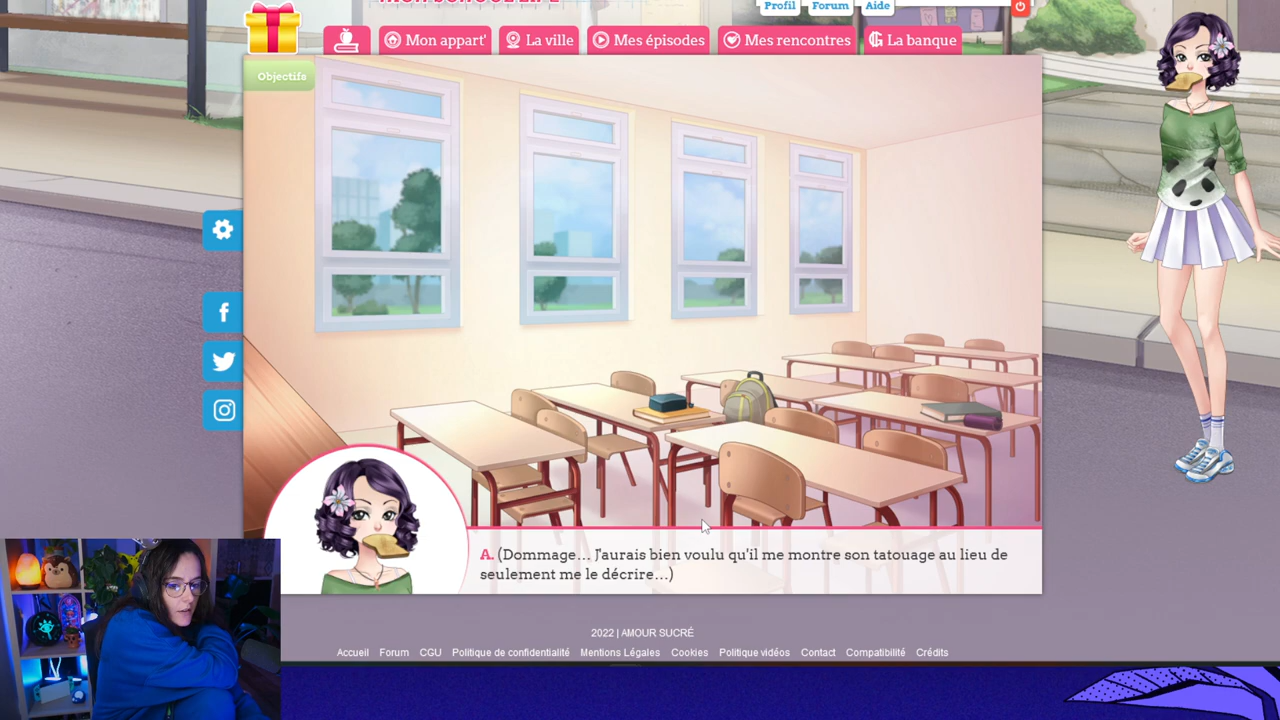 Profil
Forum
Aide
Mon appart'
La ville
Mes épisodes
Mes rencontres
La banque
Objectifs
A. (Dommage... J'aurais bien voulu qu'il me montre son tatouage au lieu de
seulement me le décrire...)
2022 | AMOUR SUCRÉ
Accueil Forum CGU Politique de confidentialité Mentions Légales Cookies Politique vidéos Contact Compatibilité Crédits